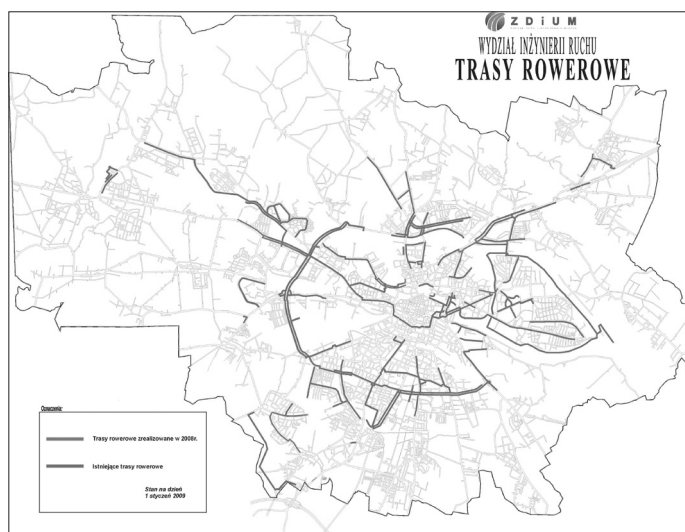 ZDiUM
WYDZIAŁ INŻYNIERII RUCHU
TRASY ROWEROWE
Oznaczenia:
Trasy rowerowe zrealizowane w 2008r.
Istniejące trasy rowerowe
Stan na dzień
1 styczeń 2009